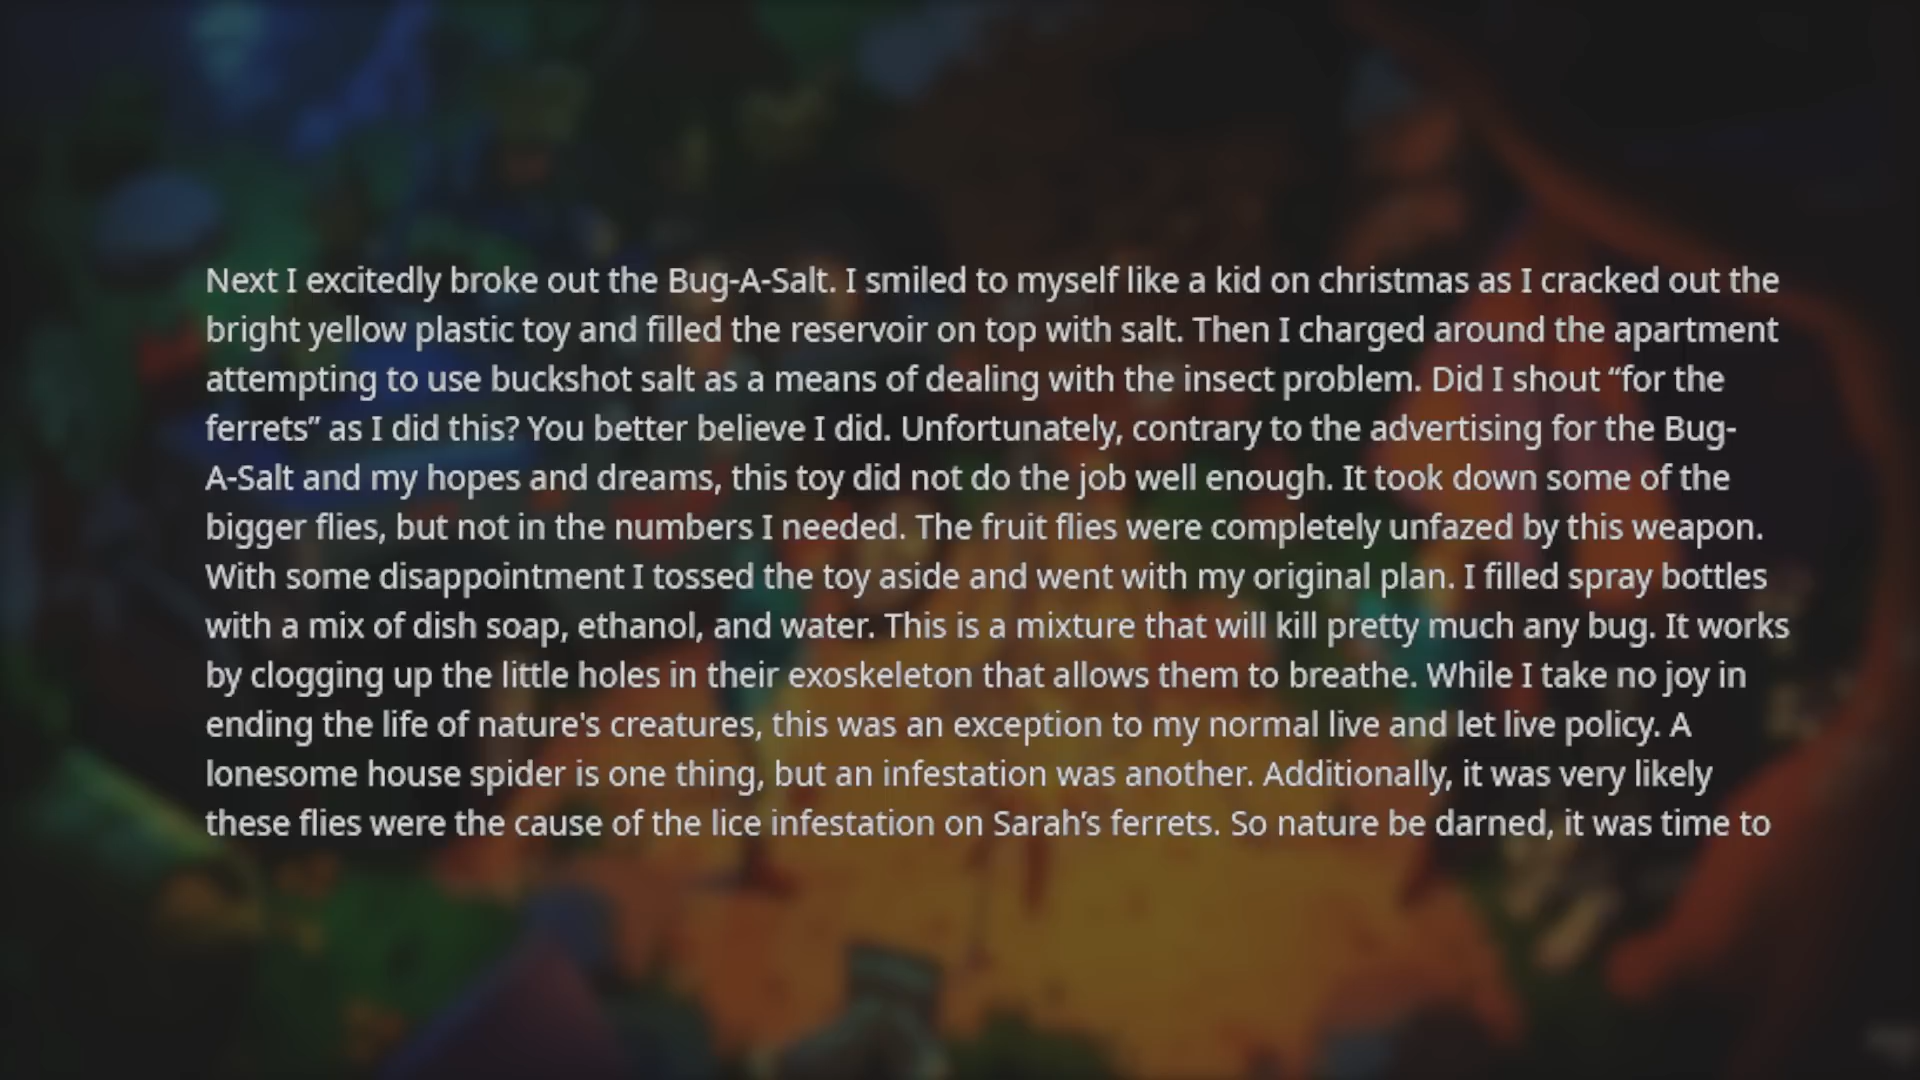 Next I excitedly broke out the Bug-A-Salt. I smiled to myself like a kid on christmas as I cracked out the
bright yellow plastic toy and filled the reservoir on top with salt. Then I charged around the apartment
attempting to use buckshot salt as a means of dealing with the insect problem. Did I shout “for the
ferrets” as I did this? You better believe I did. Unfortunately, contrary to the advertising for the Bug-
A-Salt and my hopes and dreams, this toy did not do the job well enough. It took down some of the
bigger flies, but not in the numbers I needed. The fruit flies were completely unfazed by this weapon.
With some disappointment I tossed the toy aside and went with my original plan. I filled spray bottles
with a mix of dish soap, ethanol, and water. This is a mixture that will kill pretty much any bug. It works
by clogging up the little holes in their exoskeleton that allows them to breathe. While I take no joy in
ending the life of nature's creatures, this was an exception to my normal live and let live policy. A
lonesome house spider is one thing, but an infestation was another. Additionally, it was very likely
these flies were the cause of the lice infestation on Sarah’s ferrets. So nature be darned, it was time to